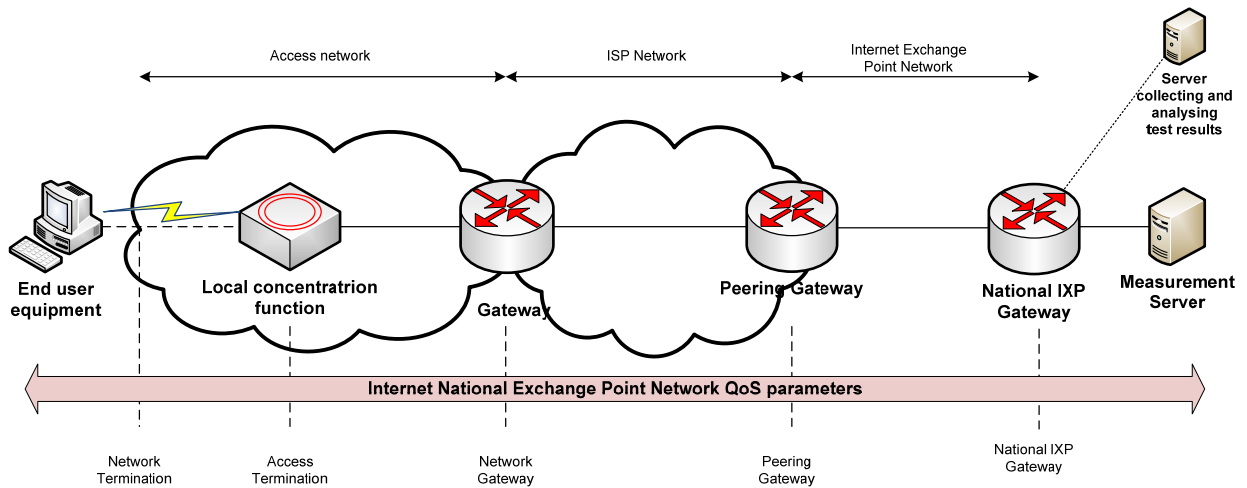 Access network
ISP Network
Internet Exchange
Point Network
Server
collecting and
analysing
test results
End user
equipment
Local concentratrion
function
Gateway
Peering Gateway
National IXP
Gateway
Measurement
Server
Internet National Exchange Point Network QoS parameters
Network
Termination
Access
Termination
Network
Gateway
Peering
Gateway
National IXP
Gateway